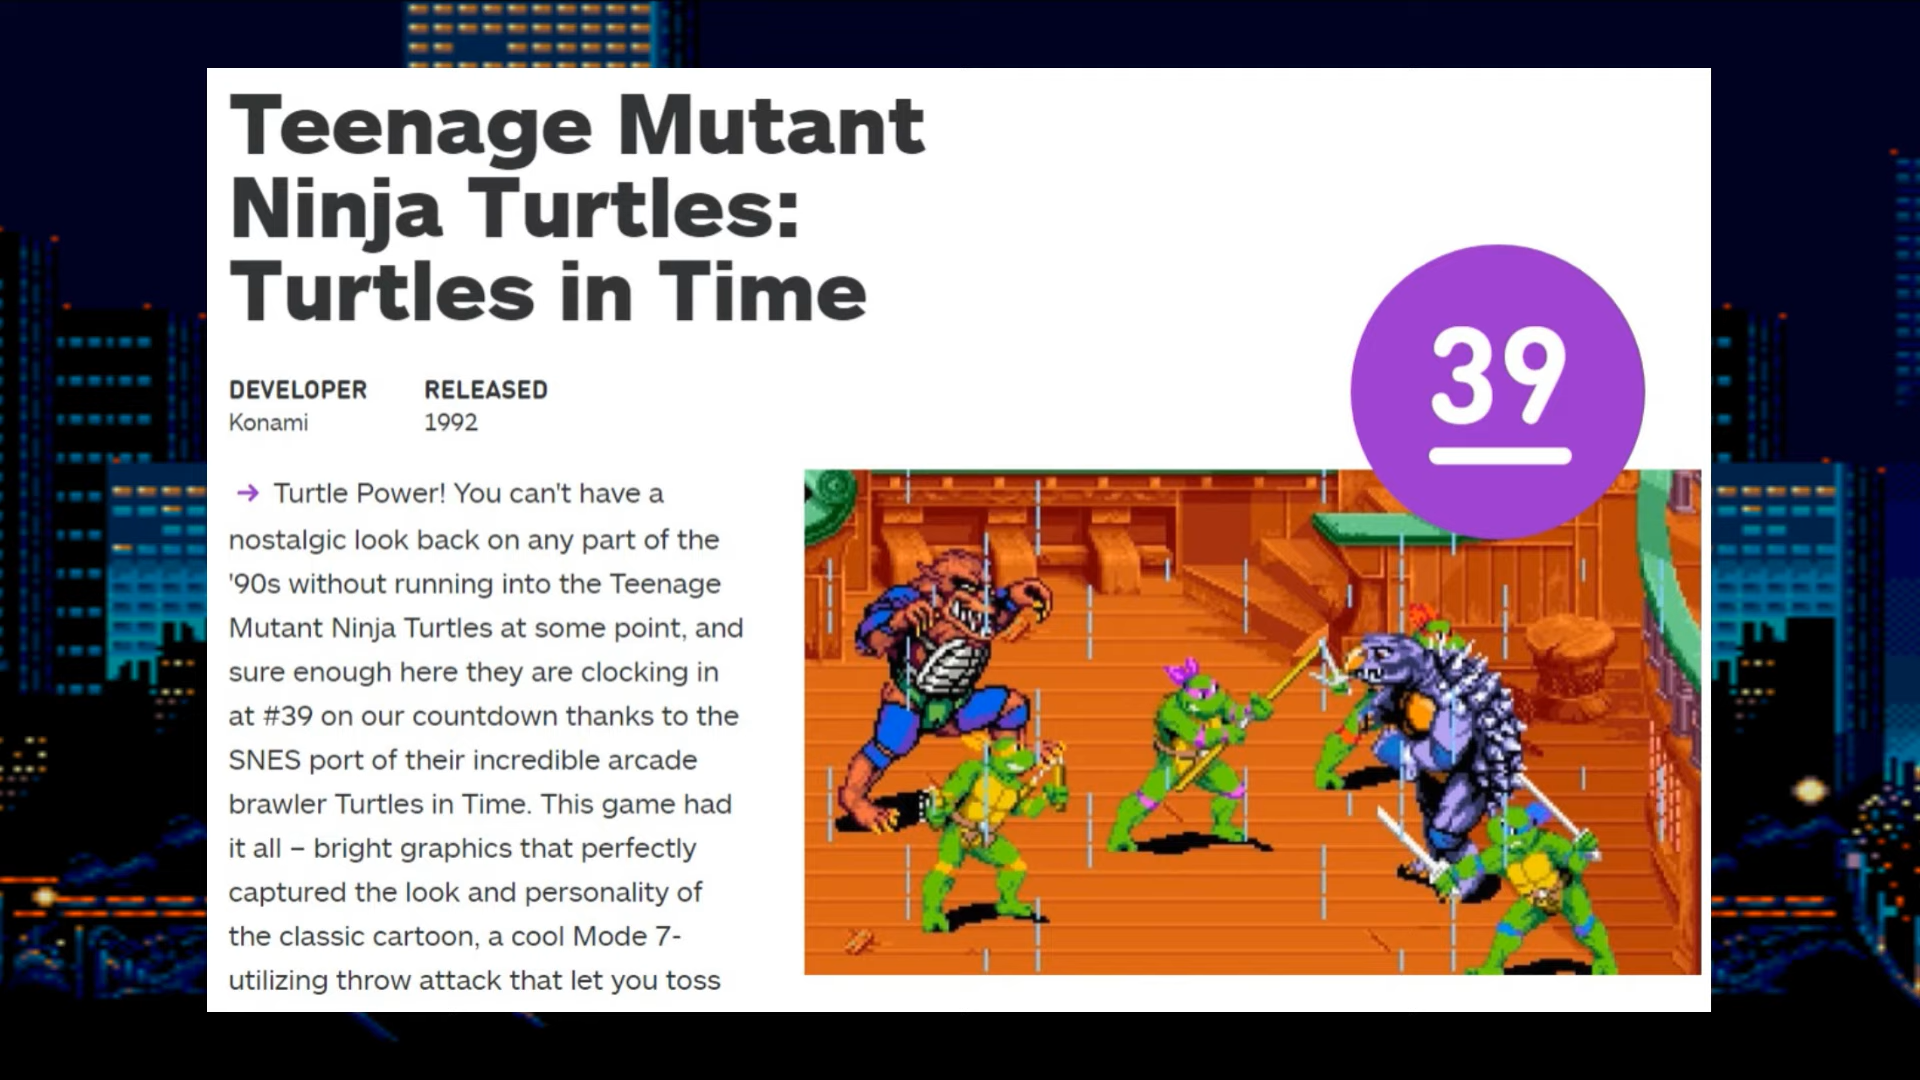 Teenage Mutant
Ninja Turtles:
Turtles in Time
39
DEVELOPER RELEASED
Konami 1992
→ Turtle Power! You can't have a
nostalgic look back on any part of the
'90s without running into the Teenage
Mutant Ninja Turtles at some point, and
sure enough here they are clocking in
at #39 on our countdown thanks to the
SNES port of their incredible arcade
brawler Turtles in Time. This game had
it all – bright graphics that perfectly
captured the look and personality of
the classic cartoon, a cool Mode 7-
utilizing throw attack that let you toss